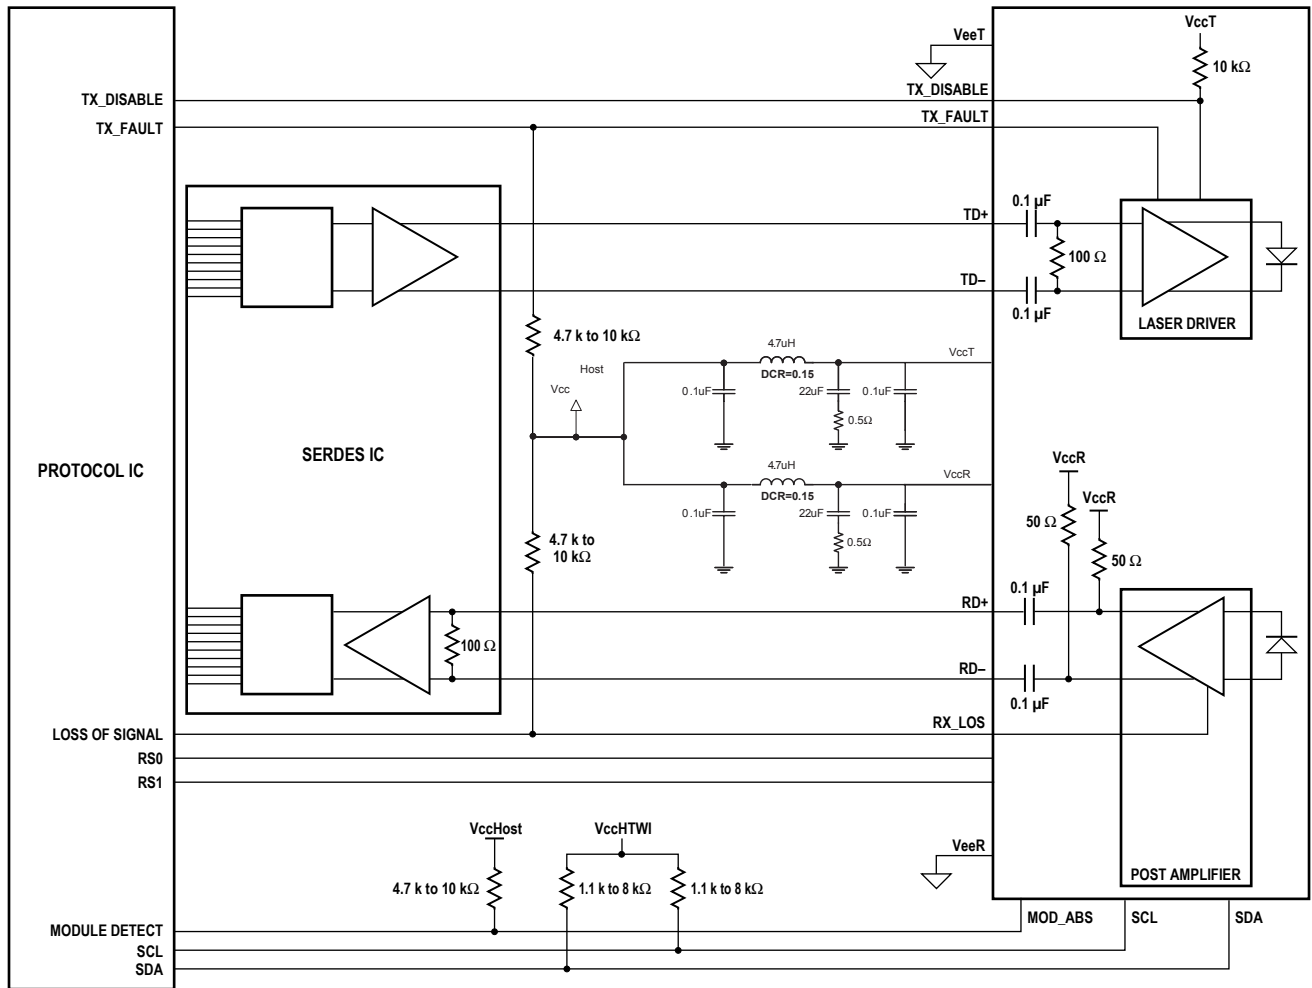 VccT
VeeT
10 kΩ
TX_DISABLE
TX_DISABLE
TX_FAULT
TX_FAULT
0.1 µF
TD+
100 Ω
TD–
0.1 µF
LASER DRIVER
4.7 k to 10 kΩ
4.7uH
VccT
Host
DCR=0.15
Vcc
0.1uF
22uF
0.1uF
0.5Ω
SERDES IC
PROTOCOL IC
4.7uH
VccR
VccR
DCR=0.15
VccR
0.1uF
22uF
0.1uF
50 Ω
4.7 k to
10 kΩ
0.5Ω
50 Ω
0.1 µF
RD+
100 Ω
RD–
0.1 µF
LOSS OF SIGNAL
RX_LOS
RS0
RS1
VccHost
VccHTWI
VeeR
4.7 k to 10 kΩ
1.1 k to 8 kΩ
1.1 k to 8 kΩ
POST AMPLIFIER
MODULE DETECT
MOD_ABS
SCL
SDA
SCL
SDA